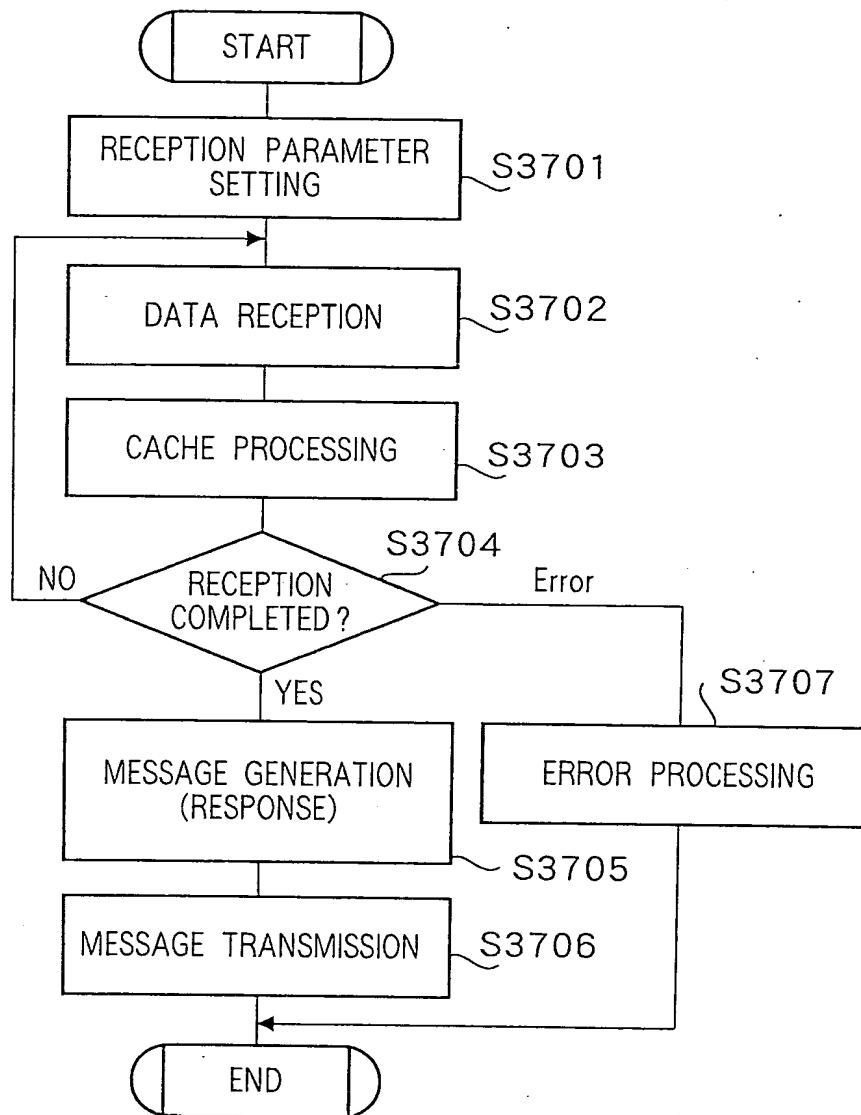 START
RECEPTION PARAMETER
SETTING
S3701
DATA RECEPTION
S3702
CACHE PROCESSING
S3703
S3704
NO
RECEPTION
COMPLETED?
Error
YES
S3707
MESSAGE GENERATION
(RESPONSE)
ERROR PROCESSING
S3705
MESSAGE TRANSMISSION
S3706
END